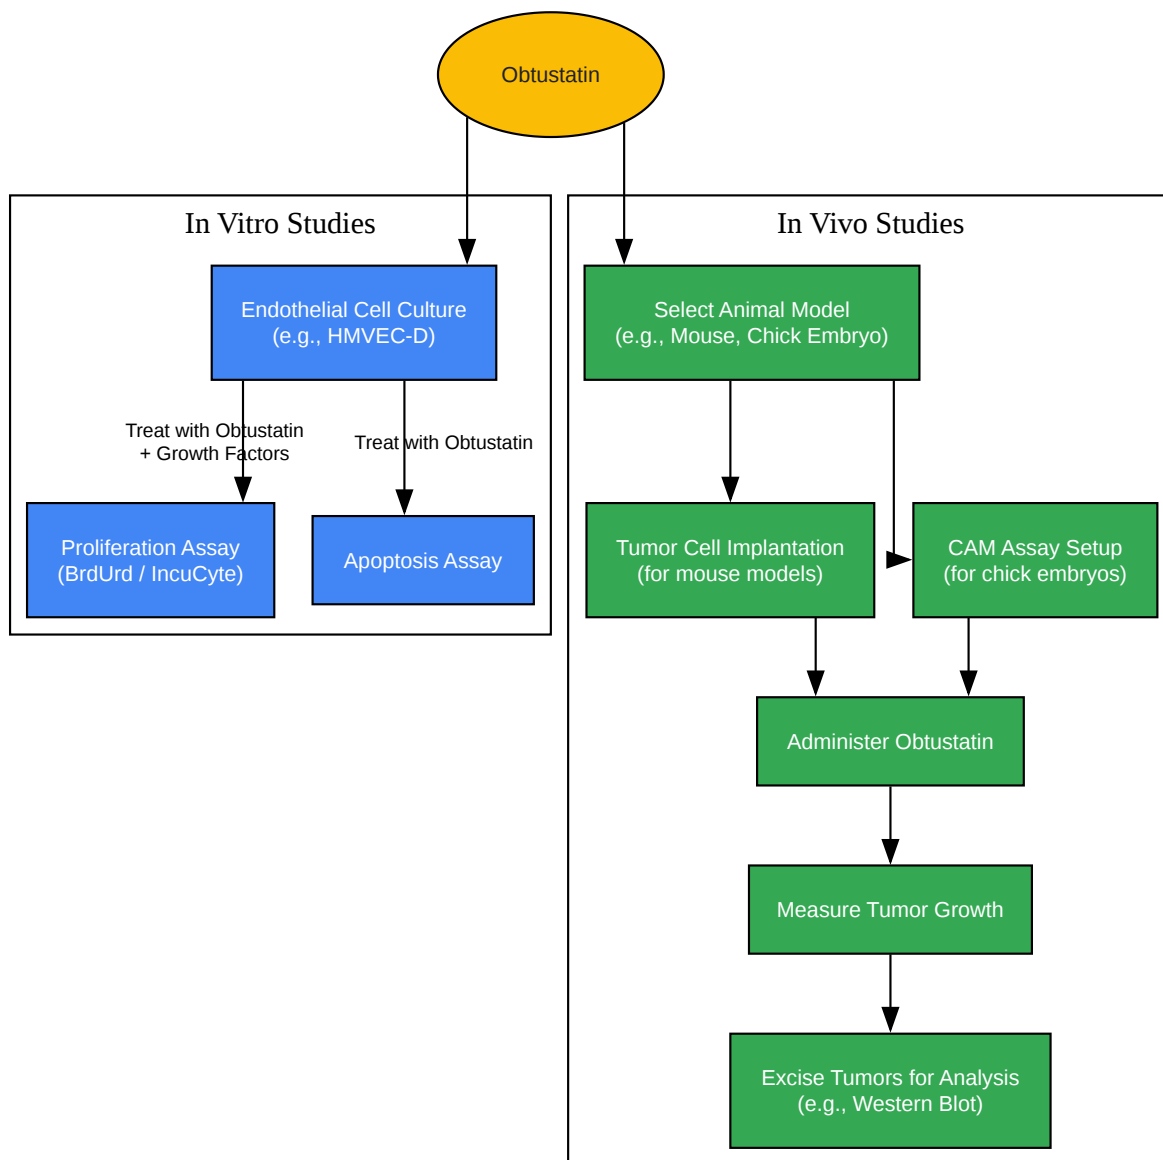 Obtustatin
In Vitro Studies
Endothelial Cell Culture
(e.g., HMVEC-D)
Treat with Obtustatin
+ Growth Factors
Treat with Obtustatin
Proliferation Assay
(BrdUrd / IncuCyte)
Apoptosis Assay
In Vivo Studies
Select Animal Model
(e.g., Mouse, Chick Embryo)
Tumor Cell Implantation
(for mouse models)
CAM Assay Setup
(for chick embryos)
Administer Obtustatin
Measure Tumor Growth
Excise Tumors for Analysis
(e.g., Western Blot)